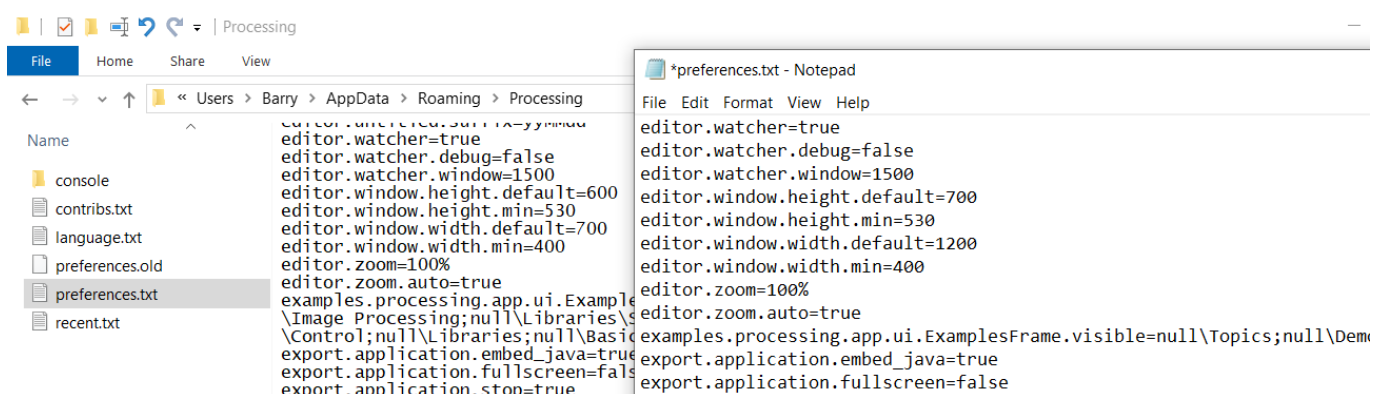 Processing
File Home Share View
« Users > Barry > AppData > Roaming > Processing
Name
console
contribs.txt
language.txt
preferences.old
preferences.txt
recent.txt
editor.untitled.suffix=yyMMdd
editor.watcher=true
editor.watcher.debug=false
editor.watcher.window=1500
editor.window.height.default=600
editor.window.height.min=530
editor.window.width.default=700
editor.window.width.min=400
editor.zoom=100%
editor.zoom.auto=true
examples.processing.app.ui.Example
\Image Processing;null\Libraries\S
\Control;null\Libraries;null\Basic
export.application.embed_java=true
export.application.fullscreen=fals
export.application.stop=true
*preferences.txt - Notepad
File Edit Format View Help
editor.watcher=true
editor.watcher.debug=false
editor.watcher.window=1500
editor.window.height.default=700
editor.window.height.min=530
editor.window.width.default=1200
editor.window.width.min=400
editor.zoom=100%
editor.zoom.auto=true
examples.processing.app.ui.ExamplesFrame.visible=null\Topics;null\Demo
export.application.embed_java=true
export.application.fullscreen=false